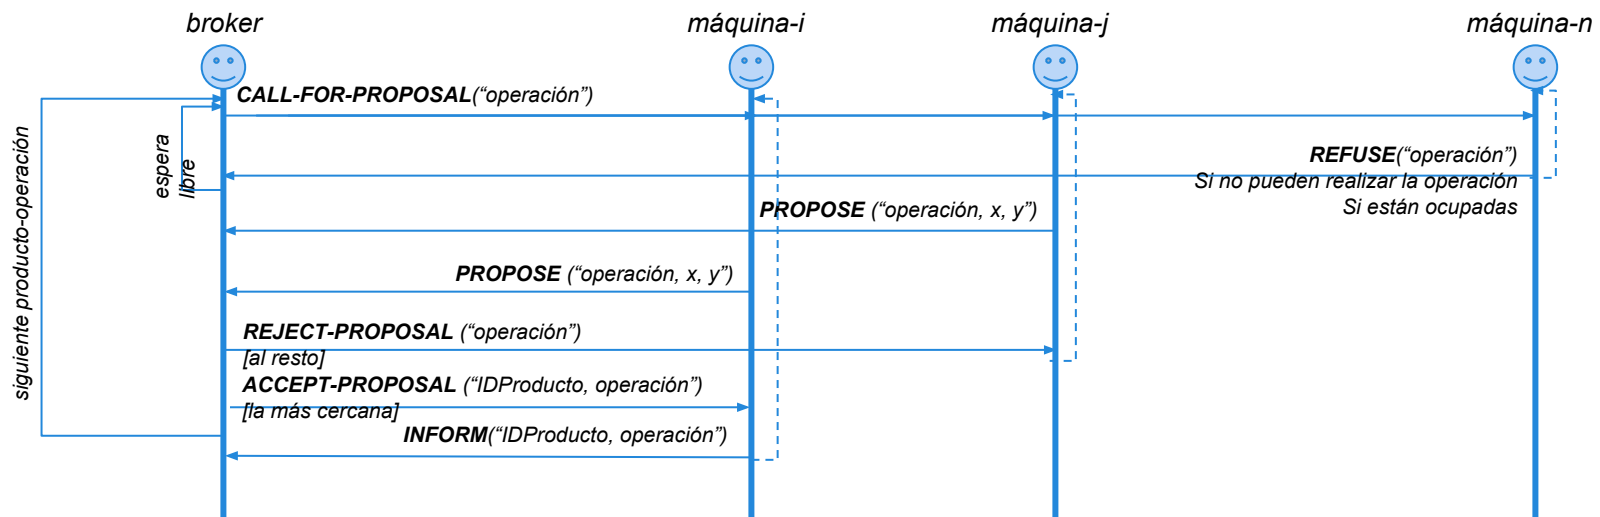 broker
máquina-i
máquina-j
máquina-n
CALL-FOR-PROPOSAL(“operación”)
espera
libre
siguiente producto-operación
REFUSE(“operación”)
Si no pueden realizar la operación
Si están ocupadas
PROPOSE (“operación, x, y”)
PROPOSE (“operación, x, y”)
REJECT-PROPOSAL (“operación”)
[al resto]
ACCEPT-PROPOSAL (“IDProducto, operación”)
[la más cercana]
INFORM(“IDProducto, operación”)